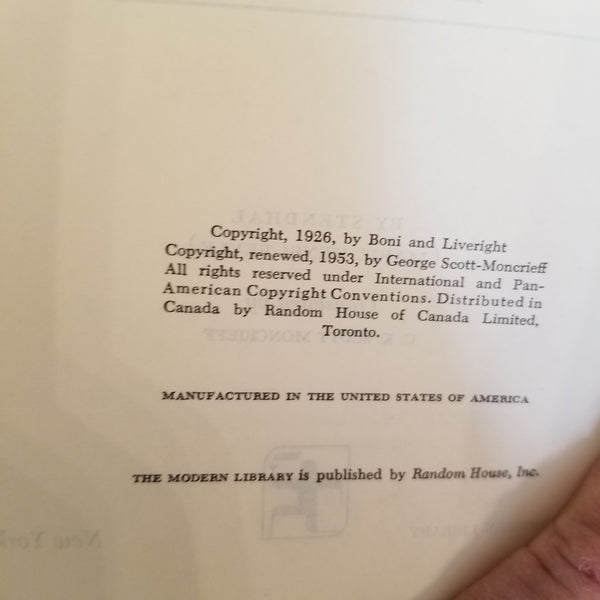 Copyright, 1926, by Boni and Liveright
Copyright, renewed, 1953, by George Scott-Moncrieff
All rights reserved under International and Pan-
American Copyright Conventions. Distributed in
Canada by Random House of Canada Limited,
Toronto.
MANUFACTURED IN THE UNITED STATES OF AMERICA
THE MODERN LIBRARY is published by Random House, Inc.